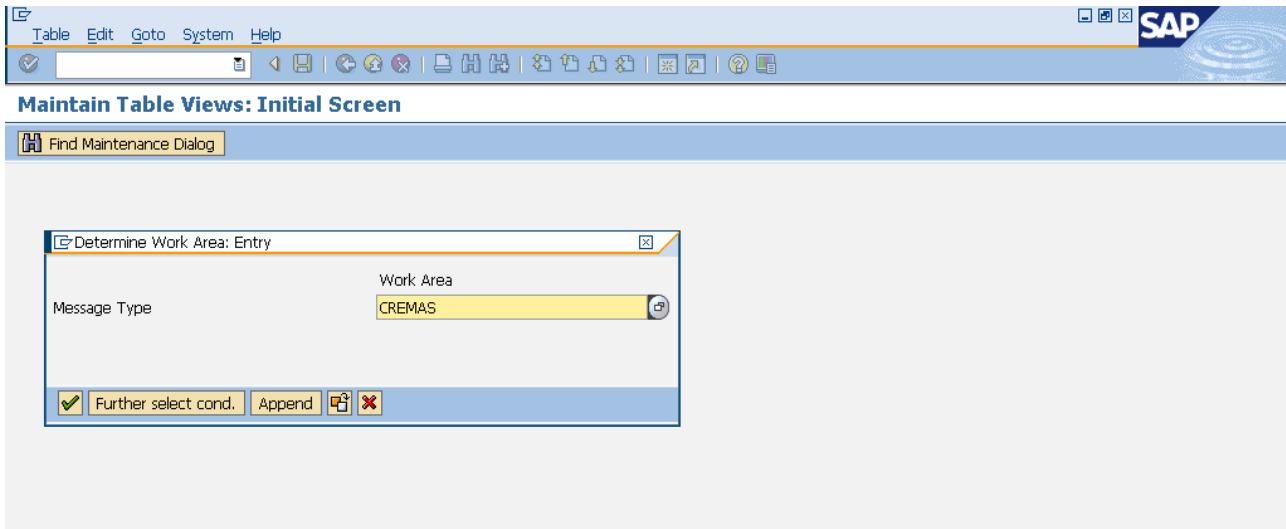 Table Edit Goto System Help
SAP
Maintain Table Views: Initial Screen
Find Maintenance Dialog
Determine Work Area: Entry
Work Area
Message Type CREMAS
Further select cond. Append